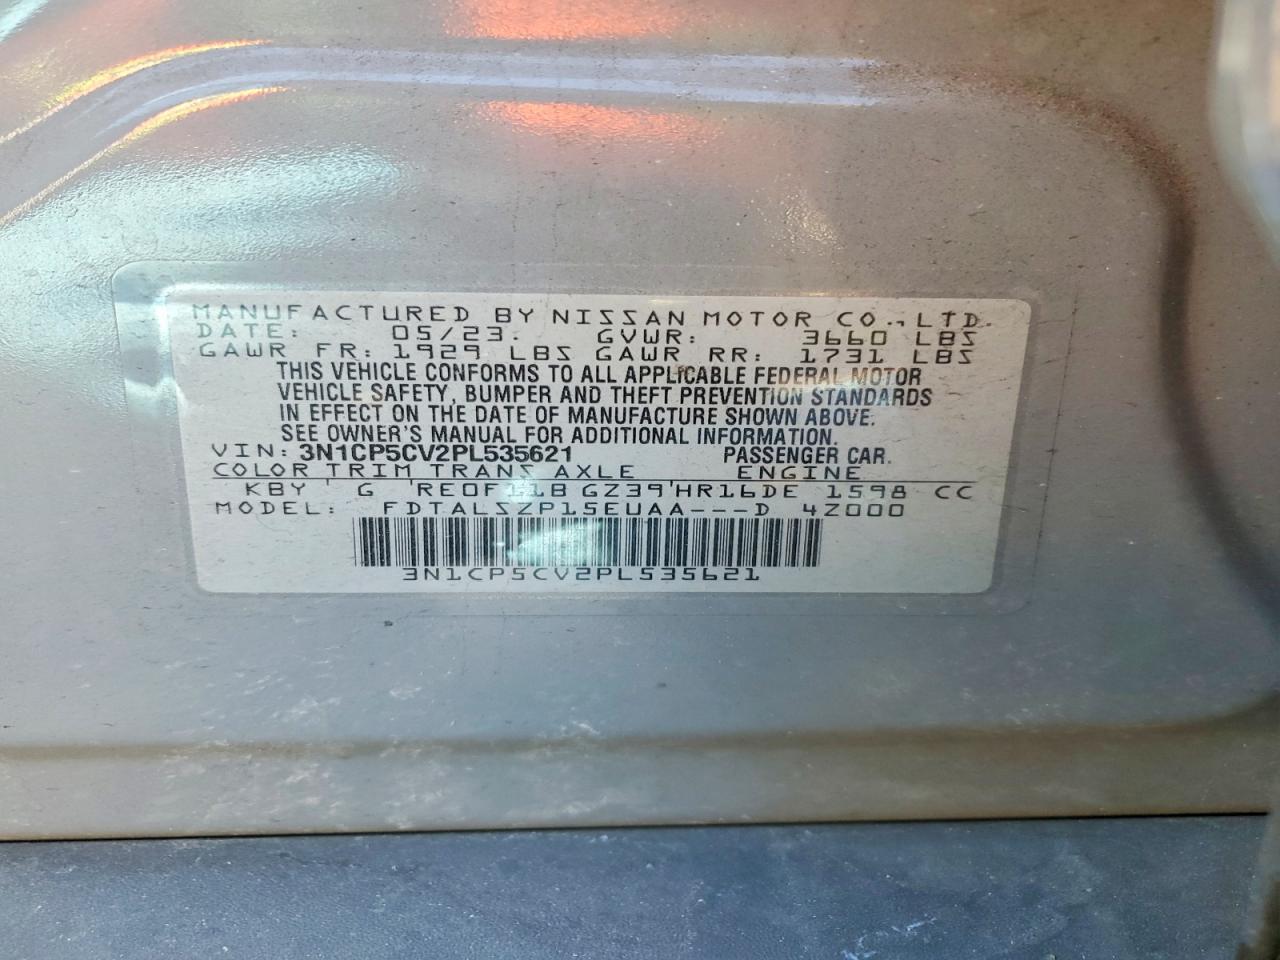 MANUFACTURED BY NISSAN MOTOR CO., LTD.
DATE: 05/23. GVWR: 3660 LBS
GAWR FR: 1929 LBS GAWR RR: 1731 LBS
THIS VEHICLE CONFORMS TO ALL APPLICABLE FEDERAL MOTOR
VEHICLE SAFETY, BUMPER AND THEFT PREVENTION STANDARDS
IN EFFECT ON THE DATE OF MANUFACTURE SHOWN ABOVE.
SEE OWNER'S MANUAL FOR ADDITIONAL INFORMATION.
VIN: 3N1CP5CV2PL535621 PASSENGER CAR.
COLOR TRIM TRANS AXLE ENGINE
KBY ' G 'RE0F11B GZ39'HR16DE 1598 CC
MODEL: FDTALSZP15EUAA---D 4Z000
3N1CP5CV2PL535621